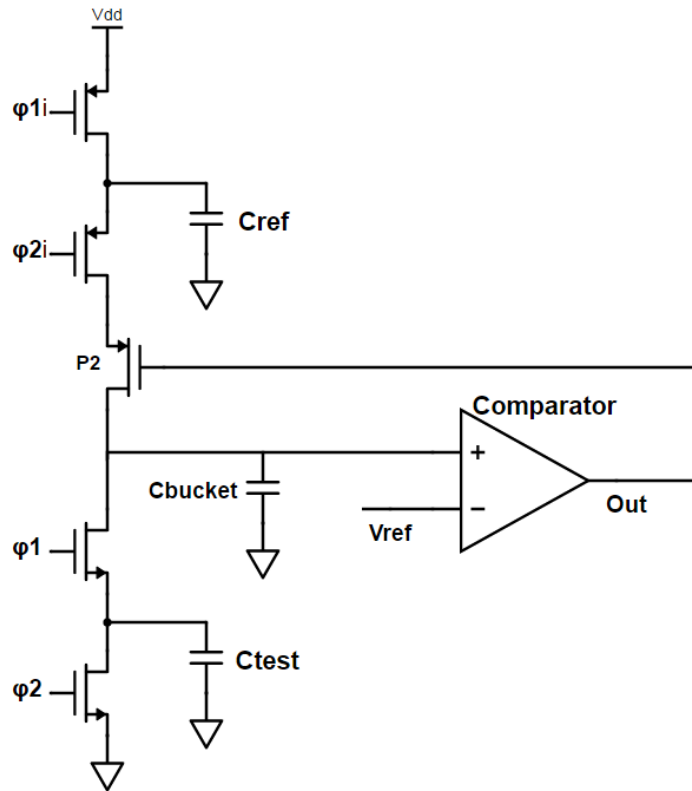 Vdd
φ1i
Cref
φ2i
P2
Comparator
+
Cbucket
−
Out
Vref
φ1
Ctest
φ2